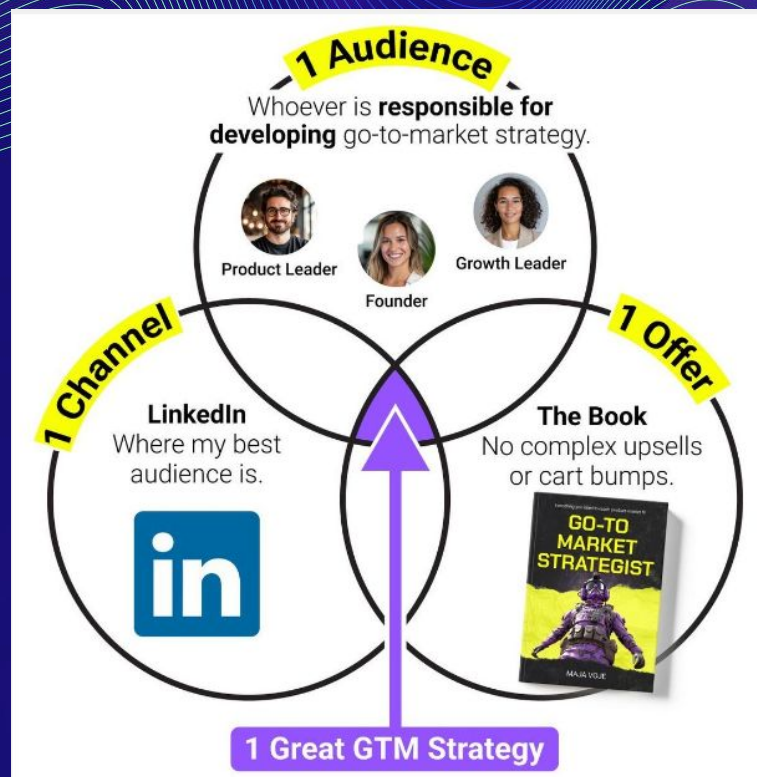 1 Audience
Whoever is responsible for
developing go-to-market strategy.
Product Leader
Founder
Growth Leader
1 Channel
LinkedIn
Where my best
audience is.
in
1 Offer
The Book
No complex upsells
or cart bumps.
GO-TO
MARKET
STRATEGIST
MAJA VOJE
1 Great GTM Strategy